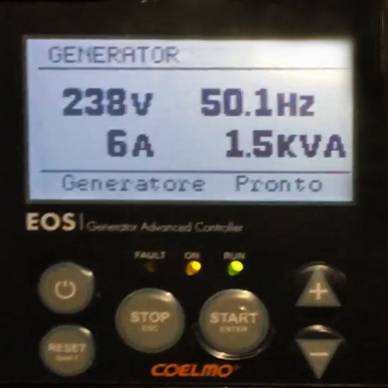 GENERATOR
238V 50.1Hz
6A 1.5KVA
Generatore Pronto
EOS Generator Advanced Controller
FAULT ON RUN
STOP
ESC
START
ENTER
+
RESET
SHIFT
-
COELMO